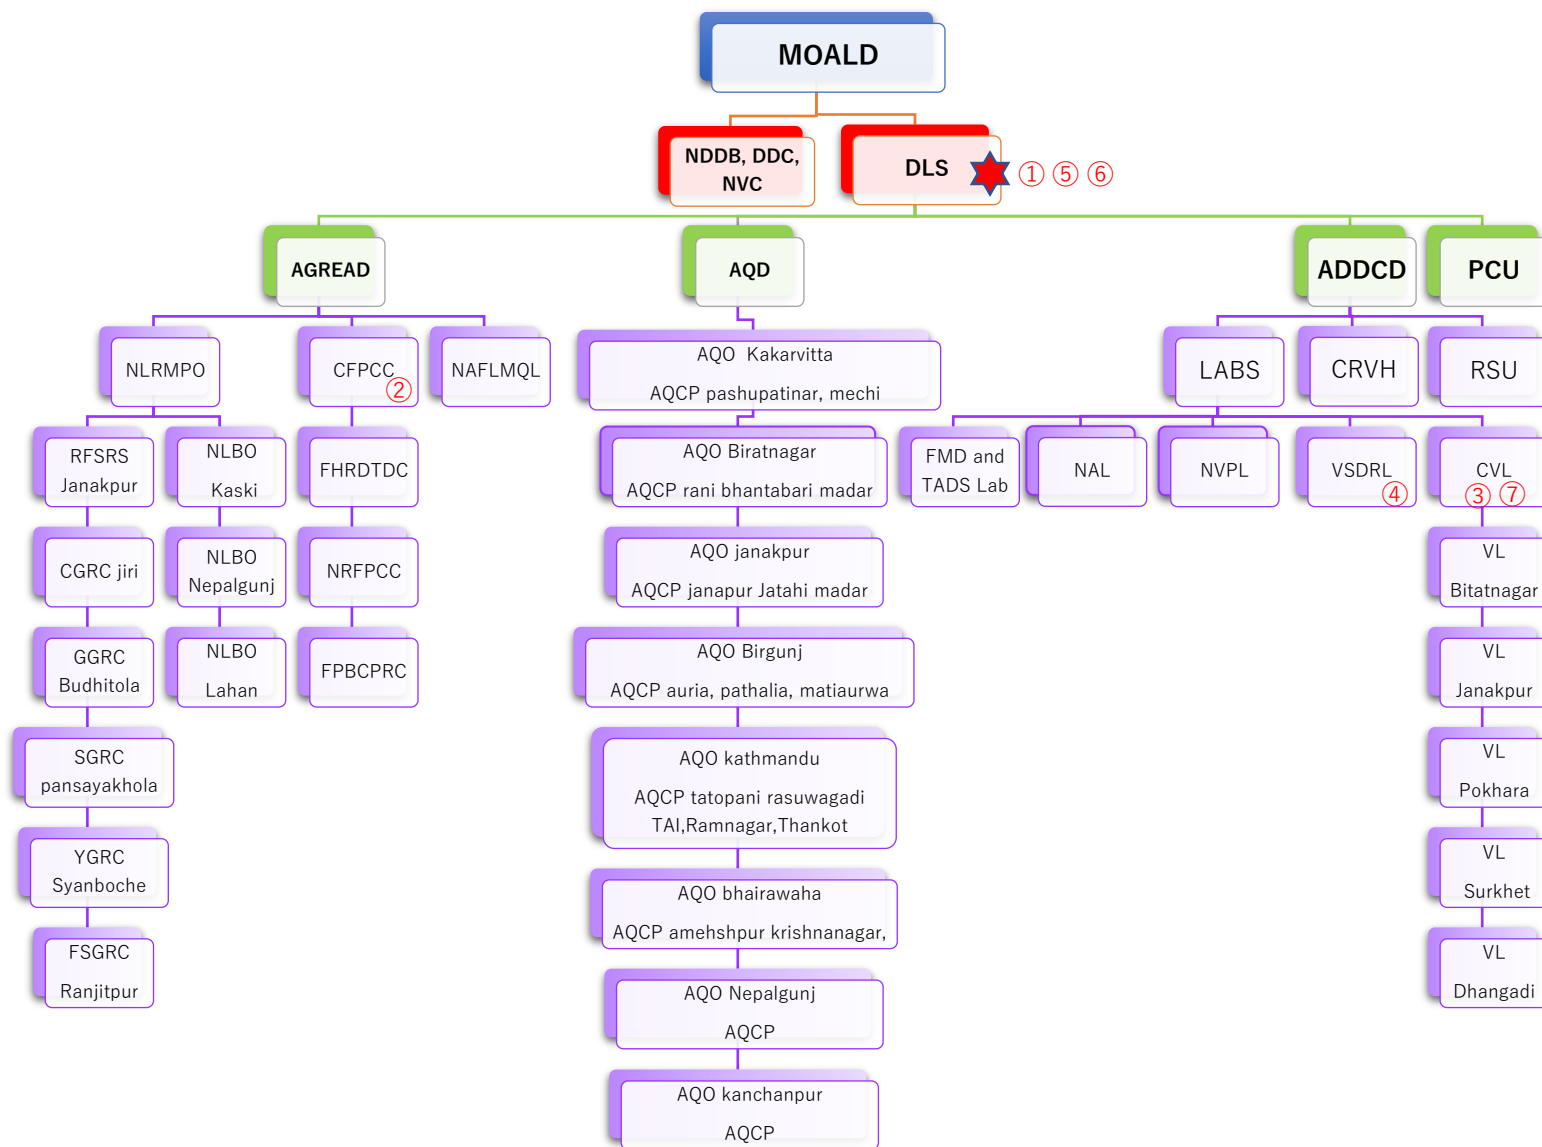 MOALD
NDDB, DDC,
NVC
DLS
① ⑤ ⑥
AGREAD
AQD
ADDCD
PCU
NLRMPO
CFPCC
②
NAFLMQL
RFSRS
Janakpur
CGRC jiri
GGRC
Budhitola
SGRC
pansayakhola
YGRC
Syanboche
FSGRC
Ranjitpur
NLBO
Kaski
NLBO
Nepalgunj
NLBO
Lahan
FHRDTDC
NRFPCC
FPBCPRC
AQO Kakarvitta
AQCP pashupatinar, mechi
AQO Biratnagar
AQCP rani bhantabari madar
AQO janakpur
AQCP janapur Jatahi madar
AQO Birgunj
AQCP auria, pathalia, matiaurwa
AQO kathmandu
AQCP tatopani rasuwagadi
TAI,Ramnagar,Thankot
AQO bhairawaha
AQCP amehshpur krishnanagar,
AQO Nepalgunj
AQCP
AQO kanchanpur
AQCP
LABS
CRVH
RSU
FMD and
TADS Lab
NAL
NVPL
VSDRL
④
CVL
③ ⑦
VL
Bitatnagar
VL
Janakpur
VL
Pokhara
VL
Surkhet
VL
Dhangadi